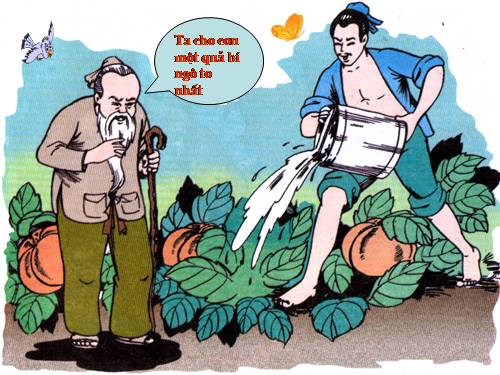 Ta cho con
một quả bí
ngô to
nhất